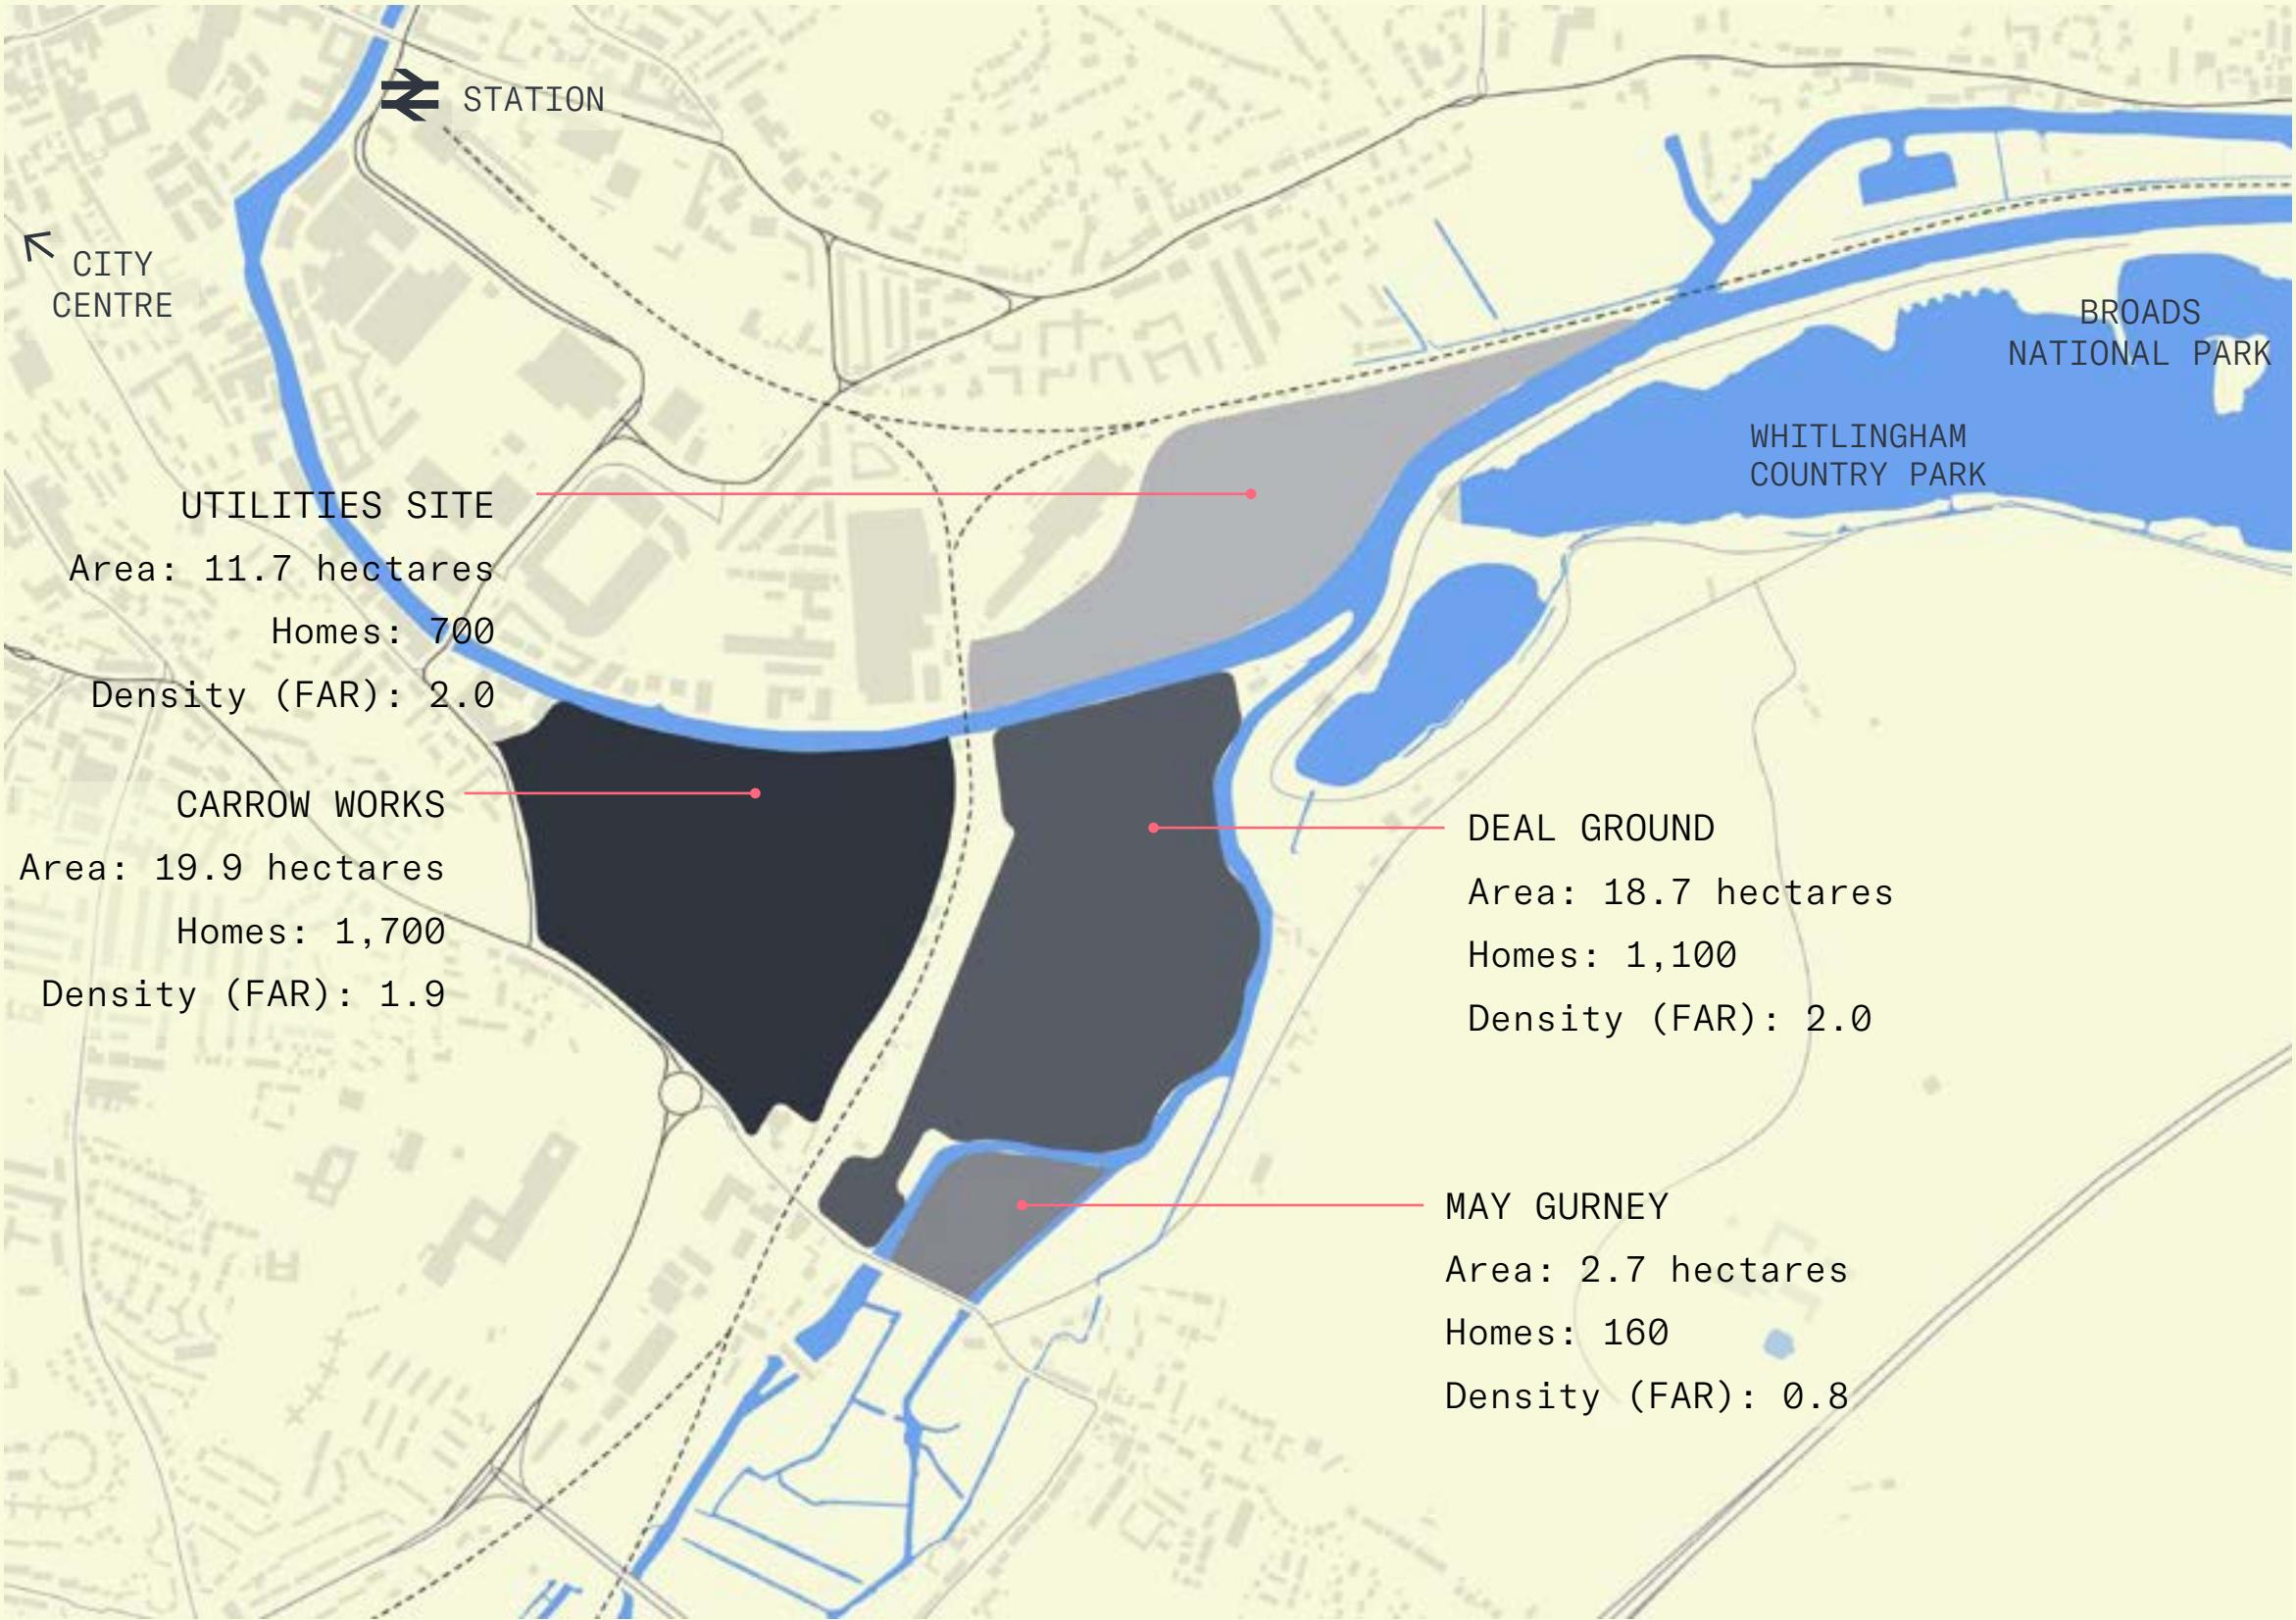 STATION
CITY
CENTRE
BROADS
NATIONAL PARK
WHITLINGHAM
COUNTRY PARK
UTILITIES SITE
Area: 11.7 hectares
Homes: 700
Density (FAR): 2.0
CARROW WORKS
Area: 19.9 hectares
Homes: 1,700
Density (FAR): 1.9
DEAL GROUND
Area: 18.7 hectares
Homes: 1,100
Density (FAR): 2.0
MAY GURNEY
Area: 2.7 hectares
Homes: 160
Density (FAR): 0.8